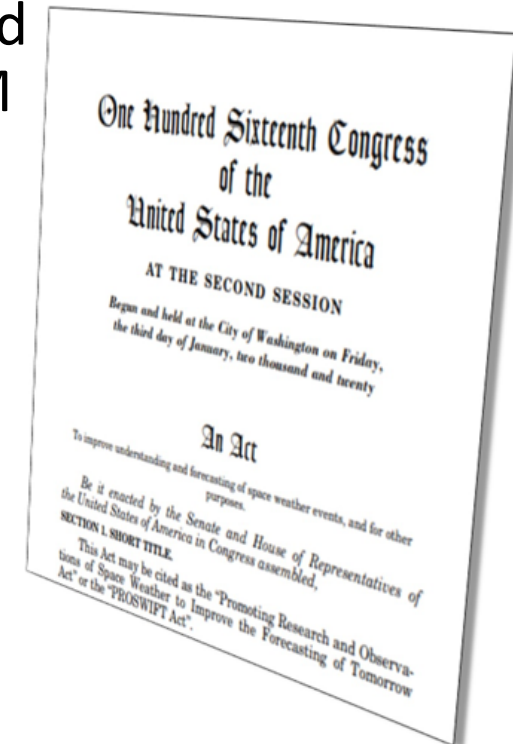 d
M
One Hundred Sixteenth Congress
of the
United States of America
AT THE SECOND SESSION
Begun and held at the City of Washington on Friday,
the third day of January, two thousand and twenty
An Act
To improve understanding and forecasting of space weather events, and for other
purposes.
Be it enacted by the Senate and House of Representatives of
the United States of America in Congress assembled,
SECTION 1. SHORT TITLE.
This Act may be cited as the “Promoting Research and Observa-
tions of Space Weather to Improve the Forecasting of Tomorrow
Act” or the “PROSWIFT Act”.